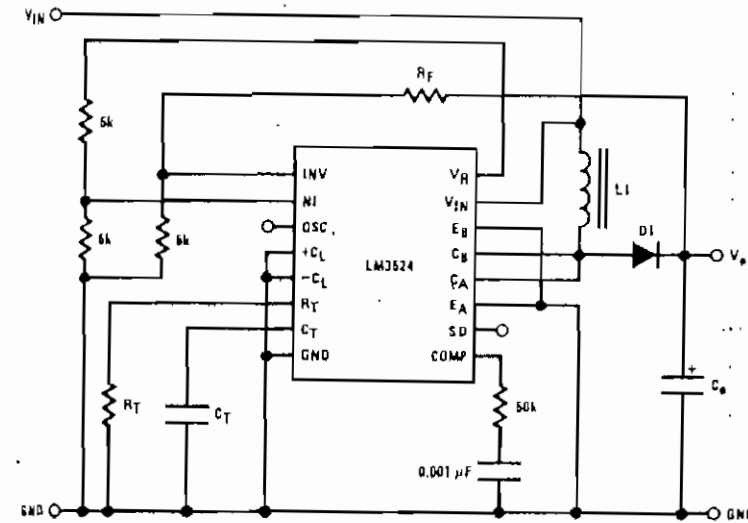 VIN
RF
5k
INV
VR
NI
VIN
L1
5k
5k
OSC
EB
D1
+CL
LM3524
CB
Vo
-CL
CA
RT
EA
CT
SD
GND
COMP
Co
+
RT
CT
50k
0.001 µF
GND
GND